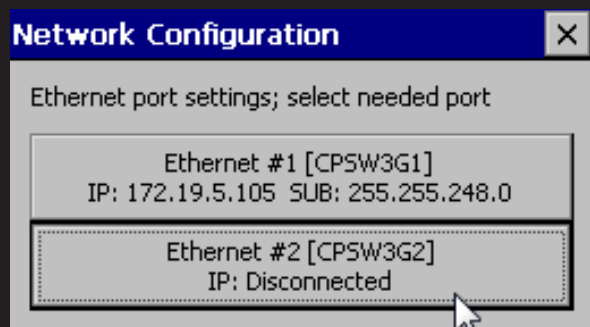 Network Configuration
Ethernet port settings; select needed port
Ethernet #1 [CPSW3G1]
IP: 172.19.5.105 SUB: 255.255.248.0
Ethernet #2 [CPSW3G2]
IP: Disconnected